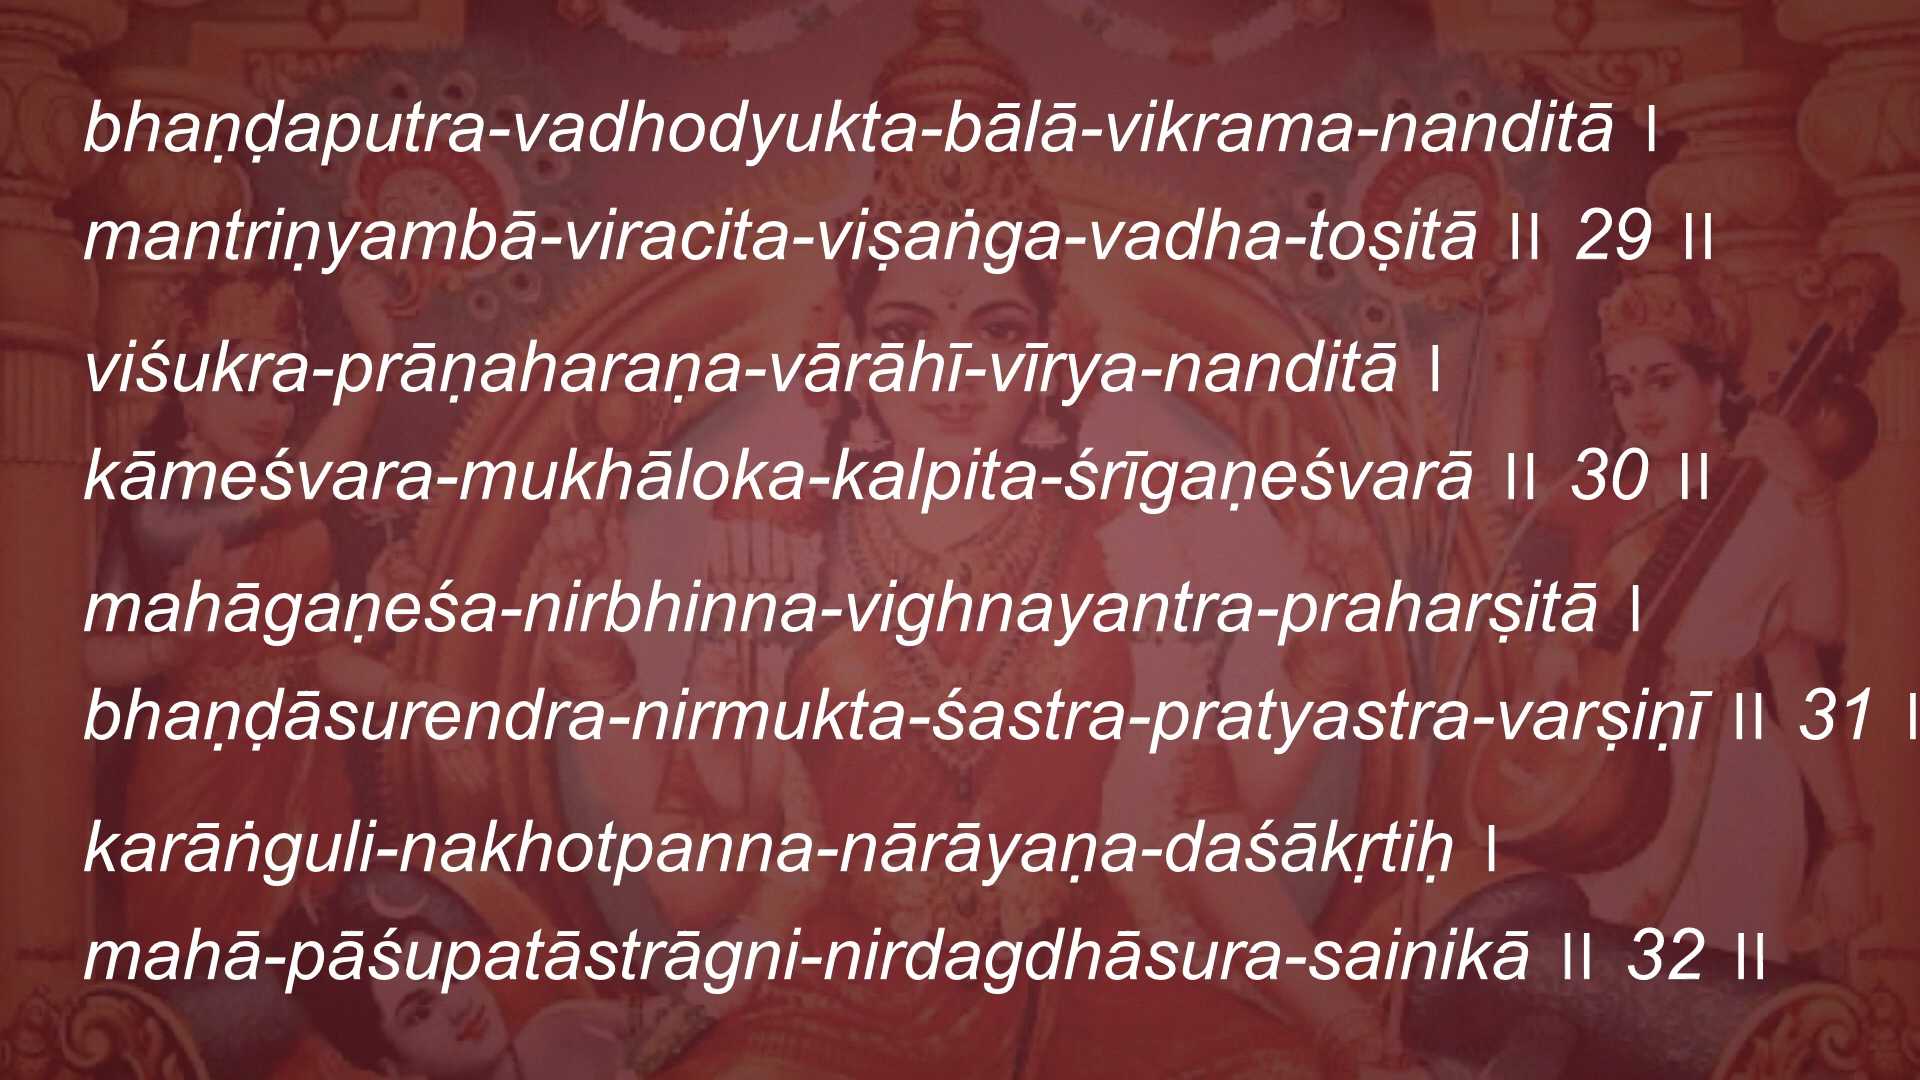 bhaṇḍaputra-vadhodyukta-bālā-vikrama-nanditā ।
mantriṇyambā-viracita-viṣaṅga-vadha-toṣitā ॥ 29 ॥
viśukra-prāṇaharaṇa-vārāhī-vīrya-nanditā ।
kāmeśvara-mukhāloka-kalpita-śrīgaṇeśvarā ॥ 30 ॥
mahāgaṇeśa-nirbhinna-vighnayantra-praharṣitā ।
bhaṇḍāsurendra-nirmukta-śastra-pratyastra-varṣiṇī ॥ 31 ।
karāṅguli-nakhotpanna-nārāyaṇa-daśākṛtiḥ ।
mahā-pāśupatāstrāgni-nirdagdhāsura-sainikā ॥ 32 ॥